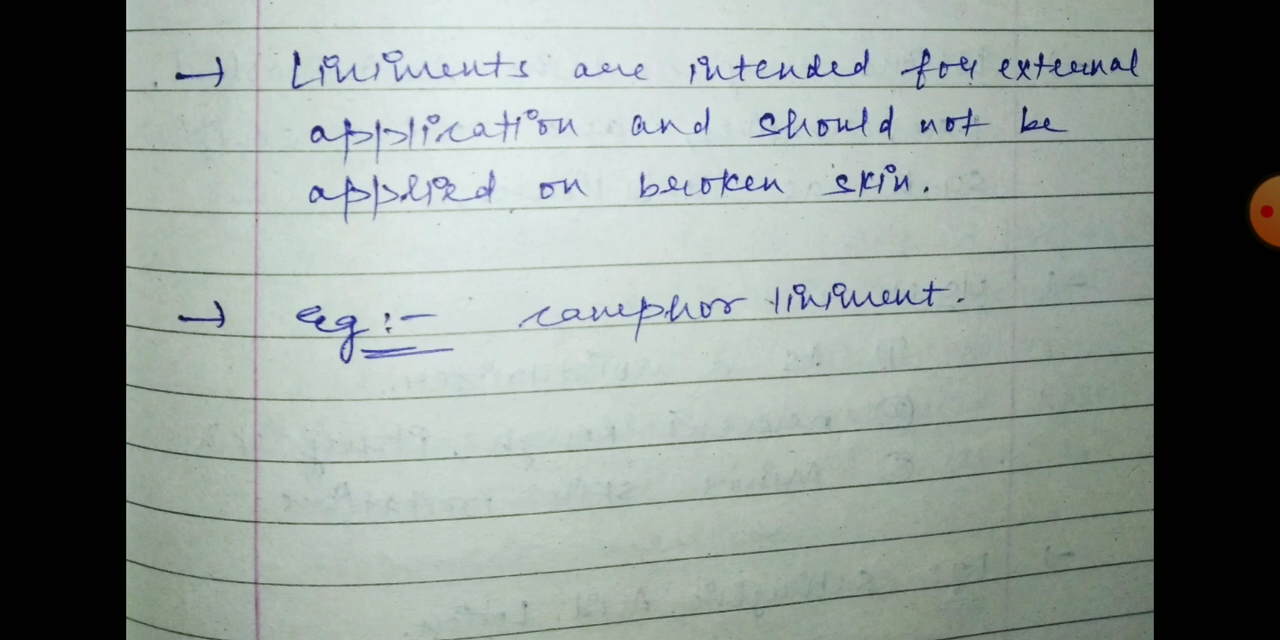 → Liniments are intended for external
application and should not be
applied on broken skin.
→ eg:- camphor liniment.